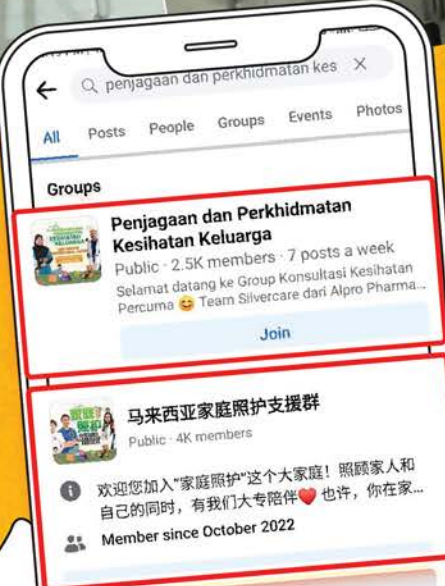 penjagaan dan perkhidmatan kes
All Posts People Groups Events Photos
Groups
Penjagaan dan Perkhidmatan
Kesihatan Keluarga
Public · 2.5K members · 7 posts a week
Selamat datang ke Group Konsultasi Kesihatan
Percuma 😊 Team Silvercare dari Alpro Pharma...
Join
马来西亚家庭照护支援群
Public · 4K members
欢迎您加入"家庭照护"这个大家庭！照顾家人和
自己的同时，有我们大专陪伴❤️ 也许，你在家...
Member since October 2022